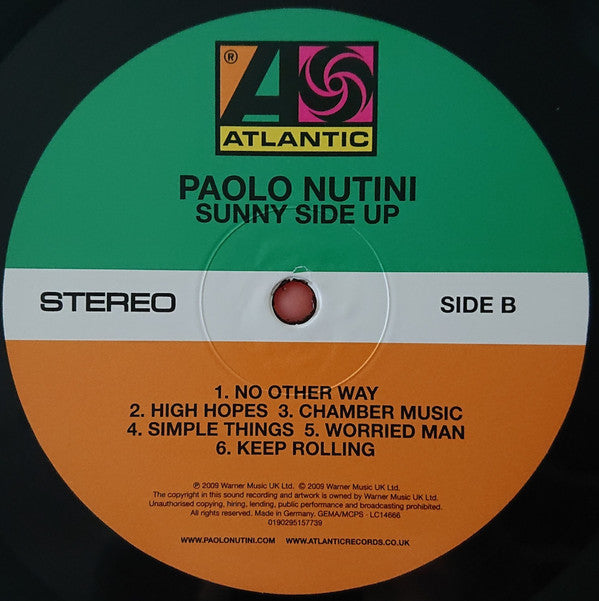 ®
ATLANTIC
PAOLO NUTINI
SUNNY SIDE UP
STEREO
SIDE B
1. NO OTHER WAY
2. HIGH HOPES 3. CHAMBER MUSIC
4. SIMPLE THINGS 5. WORRIED MAN
6. KEEP ROLLING
℗ 2009 Warner Music UK Ltd. © 2009 Warner Music UK Ltd.
The copyright in this sound recording and artwork is owned by Warner Music UK Ltd.
Unauthorised copying, hiring, lending, public performance and broadcasting prohibited.
All rights reserved. Made in Germany. GEMA/MCPS · LC14666
0190295157739
WWW.PAOLONUTINI.COM WWW.ATLANTICRECORDS.CO.UK